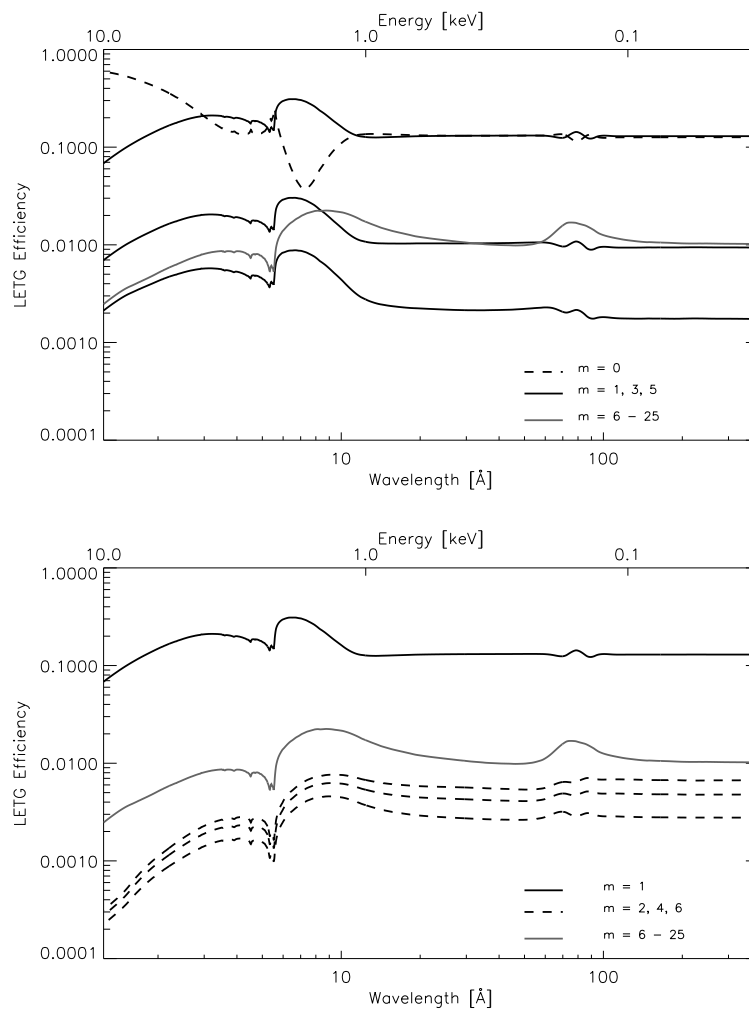 Energy [keV]
10.0 1.0 0.1
1.0000
0.1000
0.0100
0.0010
0.0001
LETG Efficiency
m = 0
m = 1, 3, 5
m = 6 - 25
10 100
Wavelength [Å]
Energy [keV]
10.0 1.0 0.1
1.0000
0.1000
0.0100
0.0010
0.0001
LETG Efficiency
m = 1
m = 2, 4, 6
m = 6 - 25
10 100
Wavelength [Å]